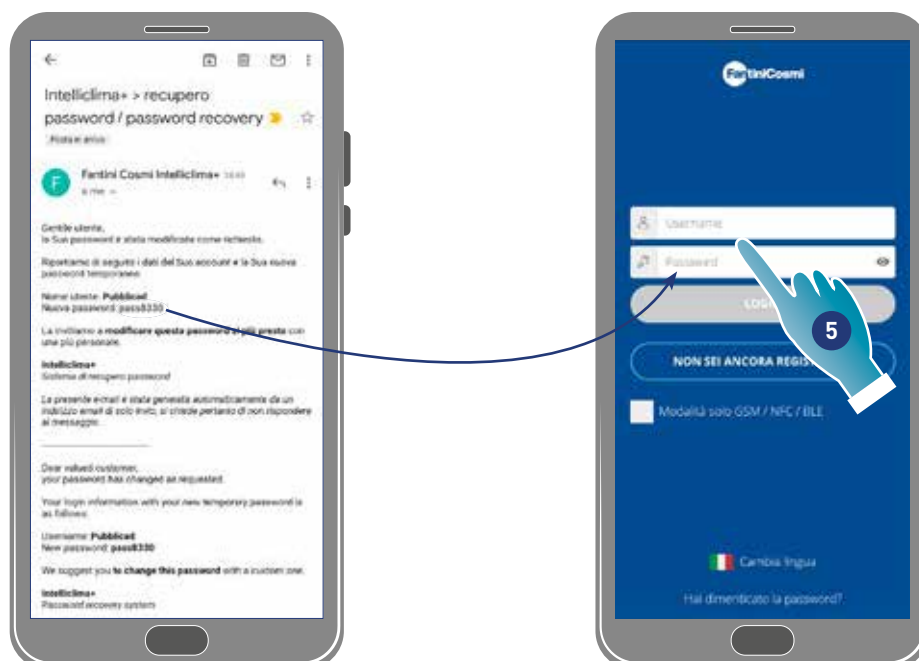 Intelliclima+ > recupero
password / password recovery
Posta in arrivo
F
Fantini Cosmi Intelliclima+
a me
Gentile utente,
la Sua password è stata modificata come richiesto.
Riportiamo di seguito i dati del Suo account e la Sua nuova
password temporanea
Nome utente: Pubblicad
Nuova password: pass8330
La invitiamo a modificare questa password al più presto con
una più personale.
Intelliclima+
Sistema di recupero password
La presente e-mail è stata generata automaticamente da un
indirizzo email di solo invio, si chiede pertanto di non rispondere
al messaggio.
Dear valued customer,
your password has changed as requested.
Your login information with your new temporary password is
as follows:
Username: Pubblicad
New password: pass8330
We suggest you to change this password with a custom one.
Intelliclima+
Password recovery system
FantiniCosmi
Username
Password
LOG
5
NON SEI ANCORA REGIS
Modalità solo GSM / NFC / BLE
Cambia lingua
Hai dimenticato la password?